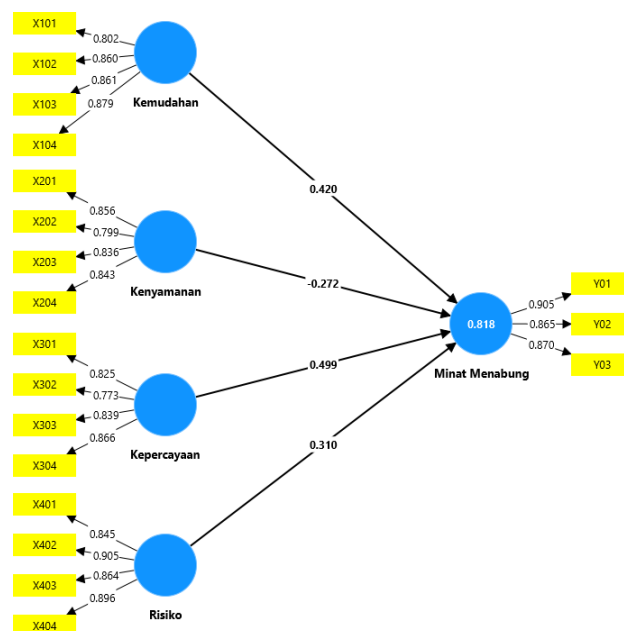 X101
0.802
X102
0.860
X103
0.861
X104
0.879
Kemudahan
0.420
X201
0.856
X202
0.799
X203
0.836
X204
0.843
Kenyamanan
-0.272
X301
0.825
X302
0.773
X303
0.839
X304
0.866
Kepercayaan
0.499
X401
0.845
X402
0.905
X403
0.864
X404
0.896
Risiko
0.310
0.818
Minat Menabung
0.905
Y01
0.865
Y02
0.870
Y03